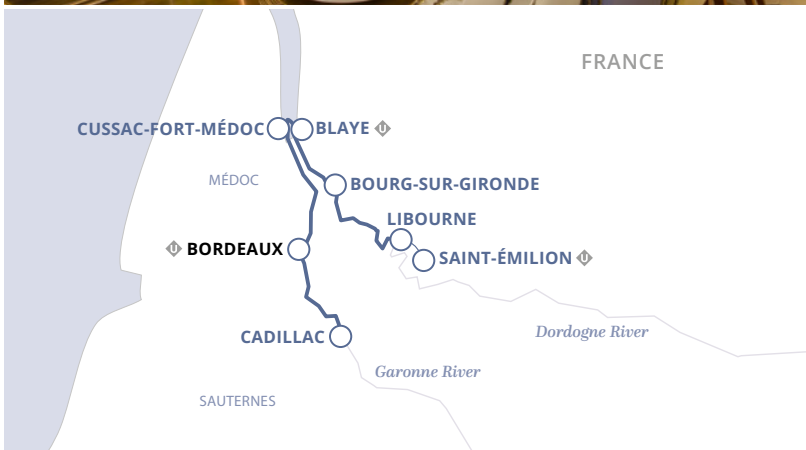 FRANCE
CUSSAC-FORT-MÉDOC
BLAYE
MÉDOC
BOURG-SUR-GIRONDE
LIBOURNE
BORDEAUX
SAINT-ÉMILION
CADILLAC
Dordogne River
Garonne River
SAUTERNES